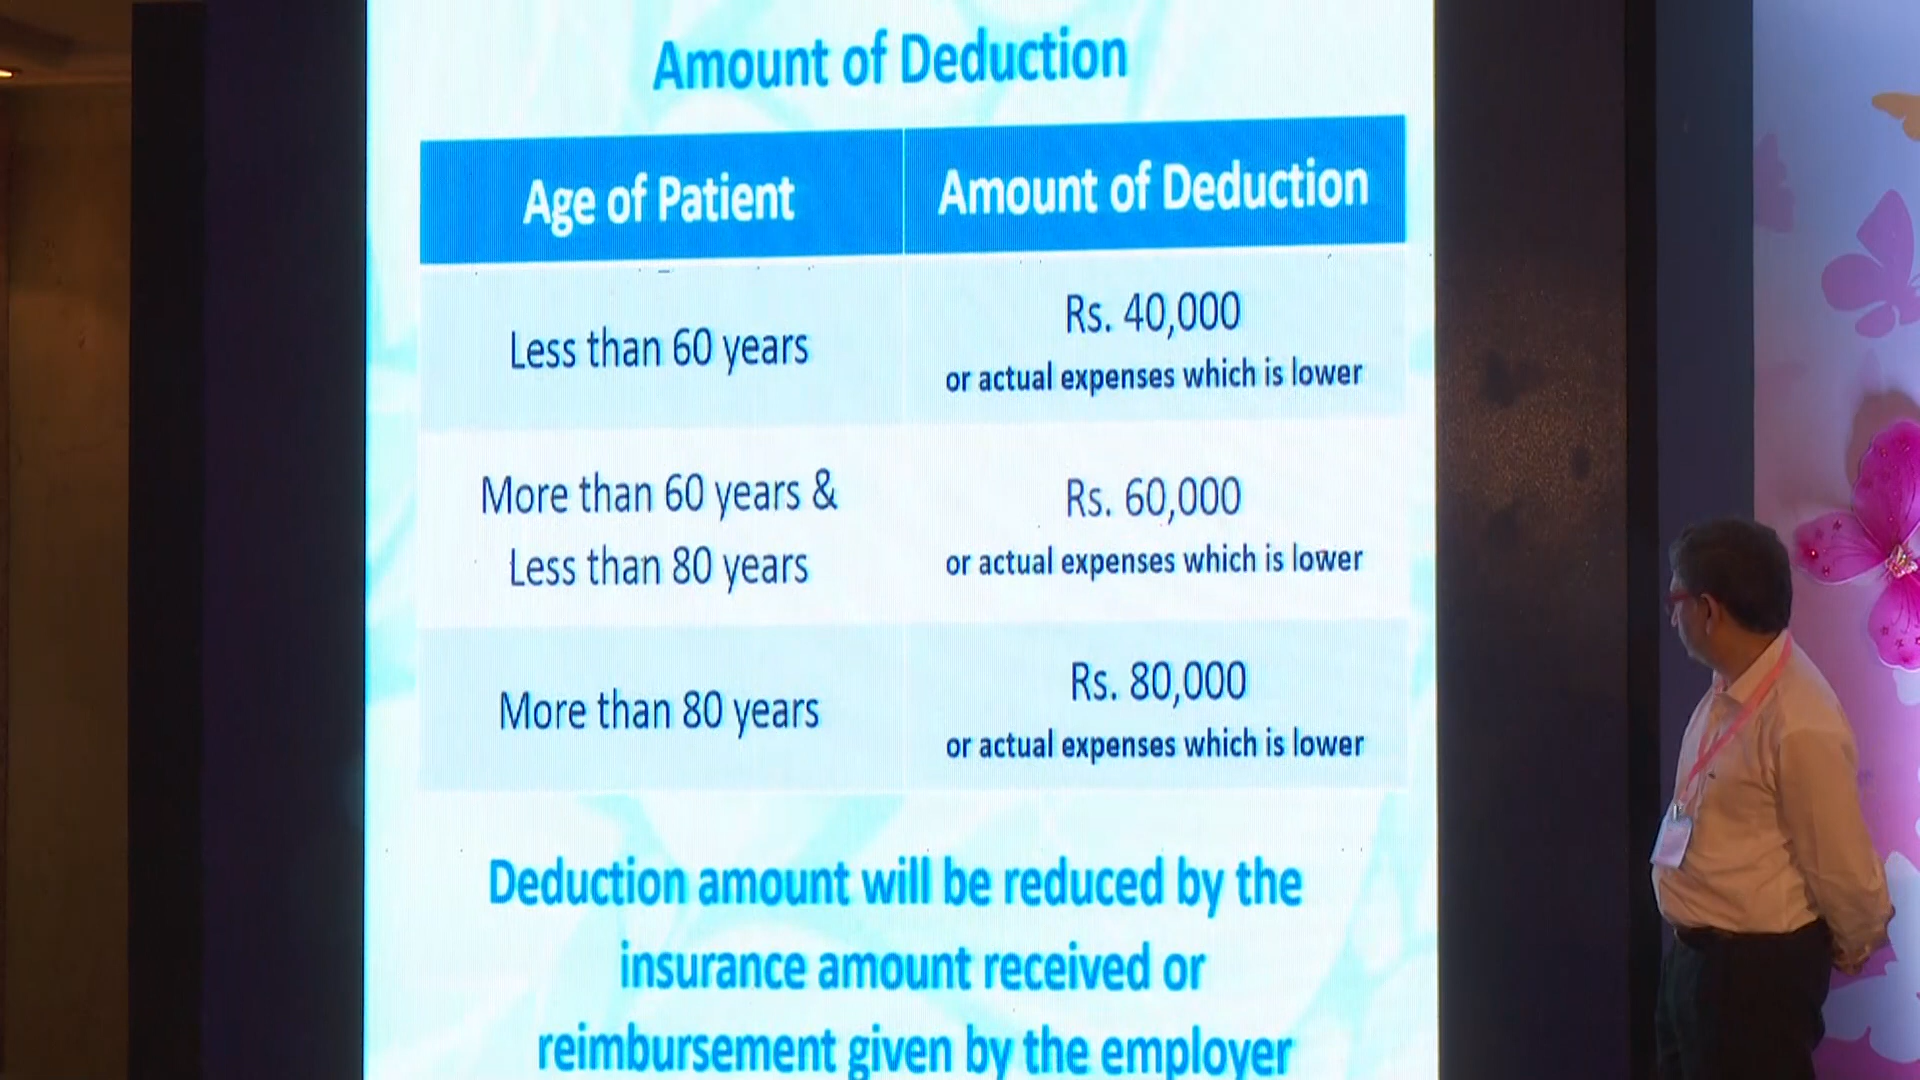 Amount of Deduction
Age of Patient
Amount of Deduction
Less than 60 years
Rs. 40,000
or actual expenses which is lower
More than 60 years &
Less than 80 years
Rs. 60,000
or actual expenses which is lower
More than 80 years
Rs. 80,000
or actual expenses which is lower
Deduction amount will be reduced by the
insurance amount received or
reimbursement given by the employer